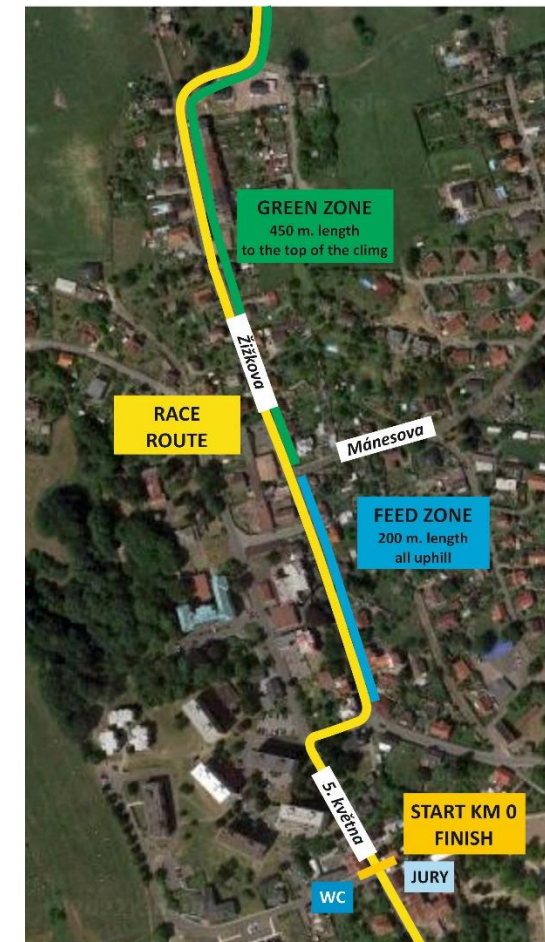 GREEN ZONE
450 m. length
to the top of the climg
Žižkova
RACE
ROUTE
Mánesova
FEED ZONE
200 m. length
all uphill
5. května
START KM 0
FINISH
JURY
WC